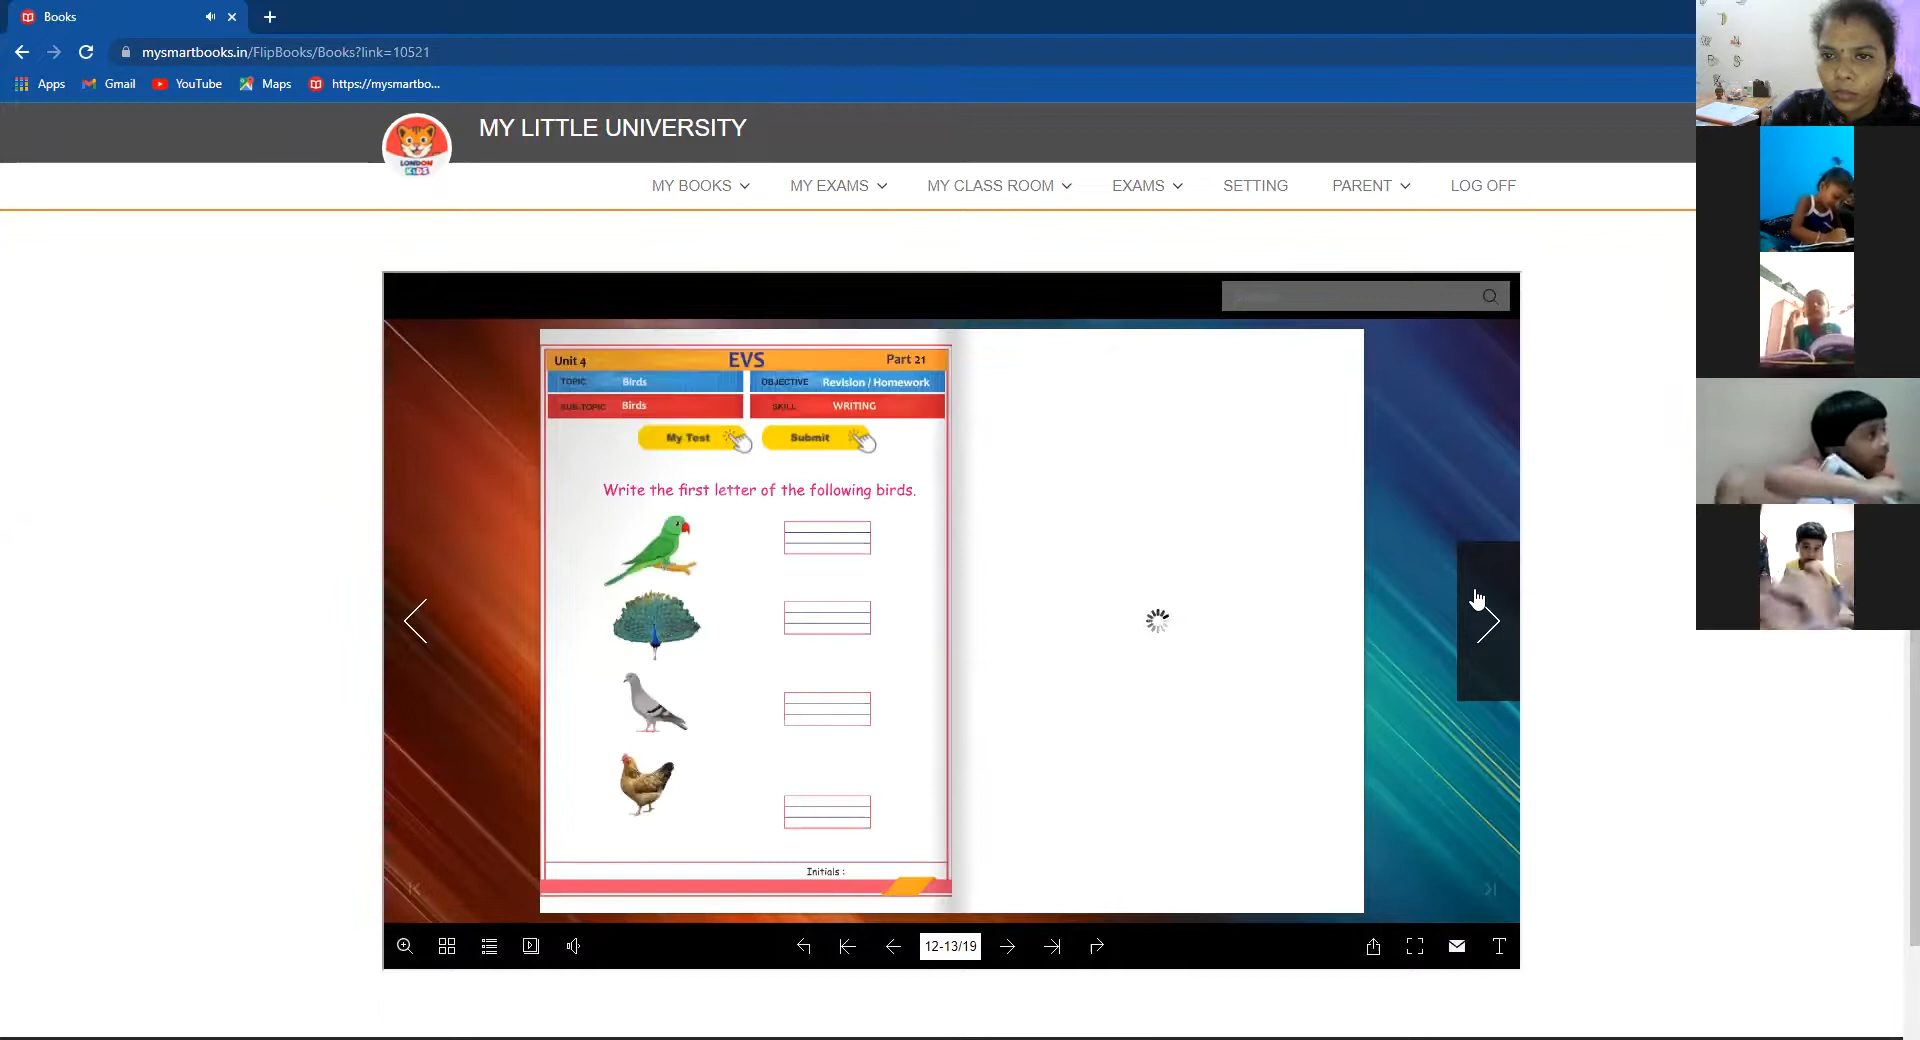 Books
mysmartbooks.in/FlipBooks/Books?link=10521
Apps Gmail YouTube Maps https://mysmartbo...
LONDON
KIDS
MY LITTLE UNIVERSITY
MY BOOKS MY EXAMS MY CLASS ROOM EXAMS SETTING PARENT LOG OFF
Unit 4 EVS Part 21
TOPIC Birds OBJECTIVE Revision / Homework
SUB-TOPIC Birds SKILL WRITING
My Test Submit
Write the first letter of the following birds.
Initials :
12-13/19